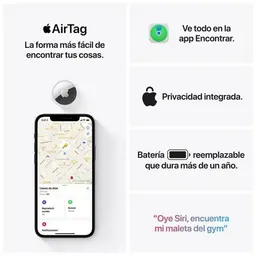 AirTag
La forma más fácil de
encontrar tus cosas.
Ve todo en la
app Encontrar.
Privacidad integrada.
Batería reemplazable
que dura más de un año.
“Oye Siri, encuentra
mi maleta del gym”